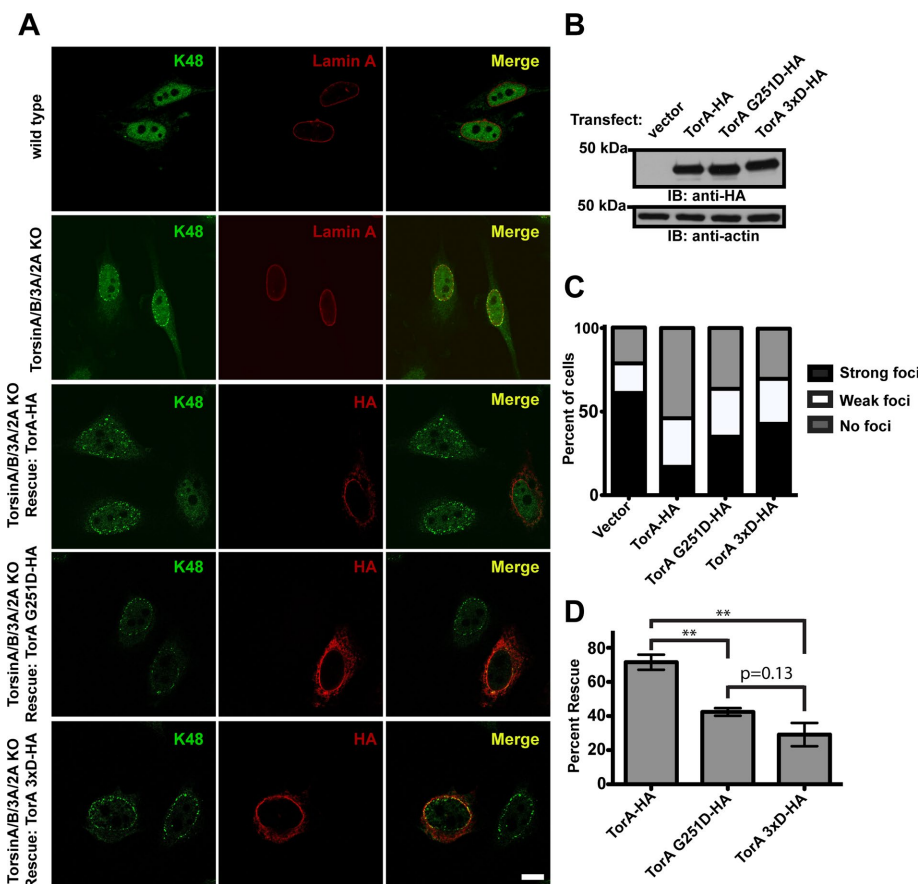 A
K48
Lamin A
Merge
wild type
K48
Lamin A
Merge
TorsinA/B/3A/2A KO
K48
HA
Merge
TorsinA/B/3A/2A KO
Rescue: TorA-HA
K48
HA
Merge
TorsinA/B/3A/2A KO
Rescue: TorA G251D-HA
K48
HA
Merge
TorsinA/B/3A/2A KO
Rescue: TorA 3xD-HA
B
Transfect:
vector
TorA-HA
TorA G251D-HA
TorA 3xD-HA
50 kDa
IB: anti-HA
50 kDa
IB: anti-actin
C
Percent of cells
100
50
0
Vector
TorA-HA
TorA G251D-HA
TorA 3xD-HA
Strong foci
Weak foci
No foci
D
Percent Rescue
80
60
40
20
0
**
**
p=0.13
TorA-HA
TorA G251D-HA
TorA 3xD-HA